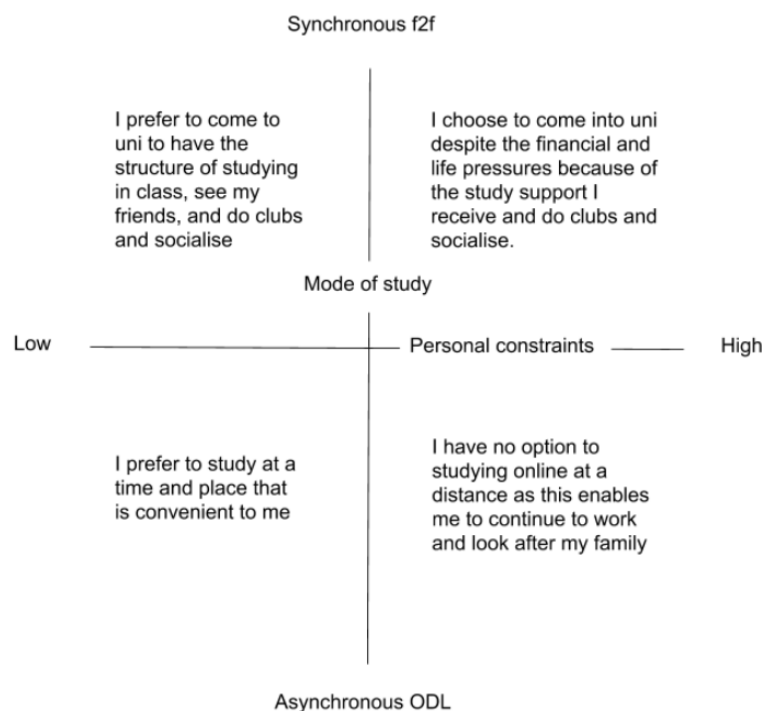 Synchronous f2f
I prefer to come to
uni to have the
structure of studying
in class, see my
friends, and do clubs
and socialise
I choose to come into uni
despite the financial and
life pressures because of
the study support I
receive and do clubs and
socialise.
Mode of study
Low
Personal constraints
High
I prefer to study at a
time and place that
is convenient to me
I have no option to
studying online at a
distance as this enables
me to continue to work
and look after my family
Asynchronous ODL